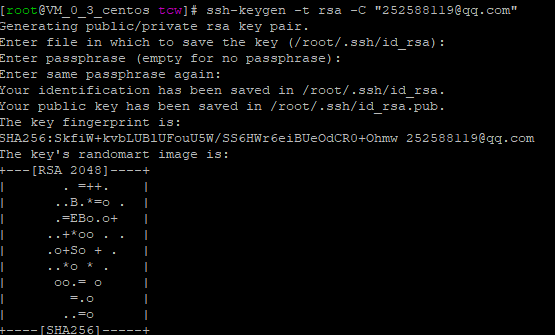 [root@VM_0_3_centos tcw]# ssh-keygen -t rsa -C "252588119@qq.com"
Generating public/private rsa key pair.
Enter file in which to save the key (/root/.ssh/id_rsa):
Enter passphrase (empty for no passphrase):
Enter same passphrase again:
Your identification has been saved in /root/.ssh/id_rsa.
Your public key has been saved in /root/.ssh/id_rsa.pub.
The key fingerprint is:
SHA256:SkfiW+kvbLUBlUFouU5W/SS6HWr6eiBUeOdCR0+Ohmw 252588119@qq.com
The key's randomart image is:
+---[RSA 2048]----+
|       . =++.    |
|      ..B.*=o .  |
|      .=EBo.o+   |
|     ..+*oo . .  |
|     .o+So + .   |
|     ..*o * .    |
|      oo.= o     |
|        =.o      |
|       ..=o      |
+----[SHA256]-----+